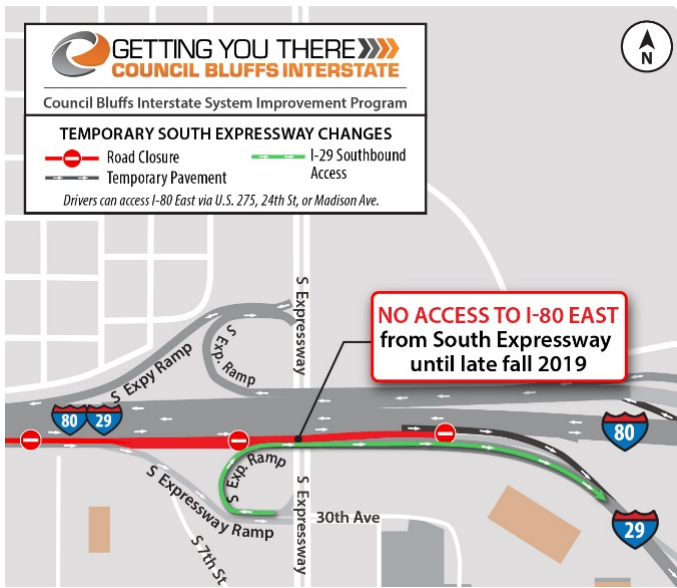 GETTING YOU THERE
COUNCIL BLUFFS INTERSTATE
Council Bluffs Interstate System Improvement Program
N
TEMPORARY SOUTH EXPRESSWAY CHANGES
Road Closure
I-29 Southbound
Access
Temporary Pavement
Drivers can access I-80 East via U.S. 275, 24th St, or Madison Ave.
S Expressway
S Exp. Ramp
S Expy Ramp
NO ACCESS TO I-80 EAST
from South Expressway
until late fall 2019
80
29
80
S Exp. Ramp
S Expressway Ramp
S Expressway
30th Ave
S 7th St
29